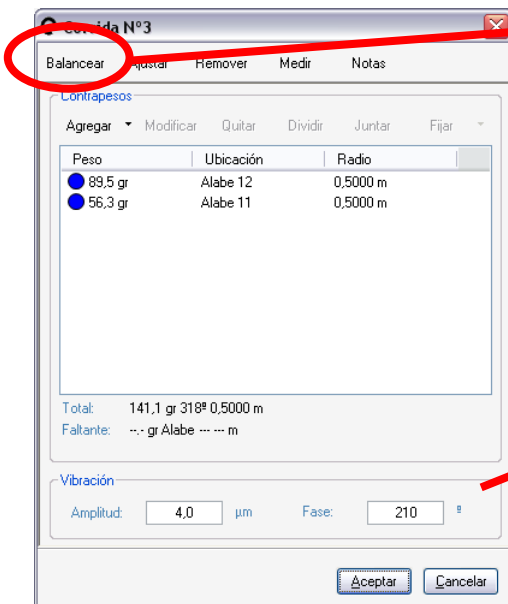 Corrida Nº3
Balancear Ajustar Remover Medir Notas
Contrapesos
Agregar Modificar Quitar Dividir Juntar Fijar
Peso Ubicación Radio
89,5 gr Alabe 12 0,5000 m
56,3 gr Alabe 11 0,5000 m
Total: 141,1 gr 318º 0,5000 m
Faltante: --.- gr Alabe --- --- m
Vibración
Amplitud: 4,0 µm Fase: 210 º
Aceptar Cancelar